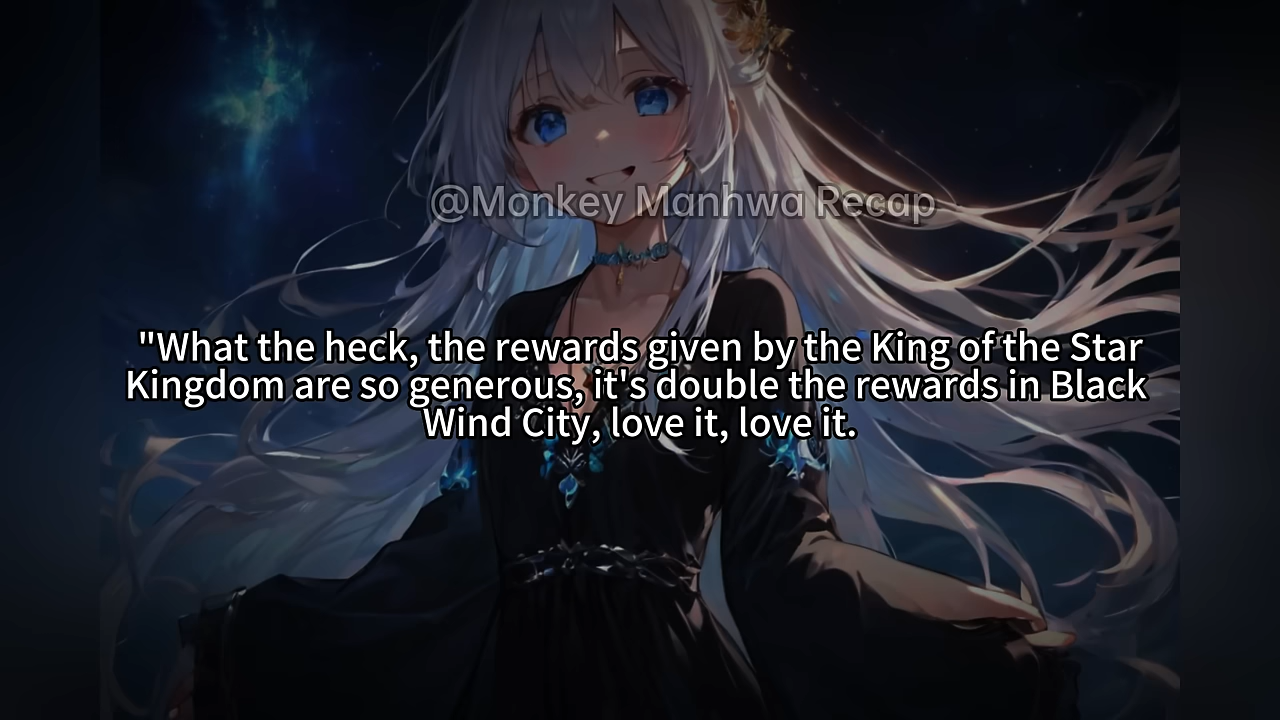 @Monkey Manhwa Recap
"What the heck, the rewards given by the King of the Star
Kingdom are so generous, it's double the rewards in Black
Wind City, love it, love it.